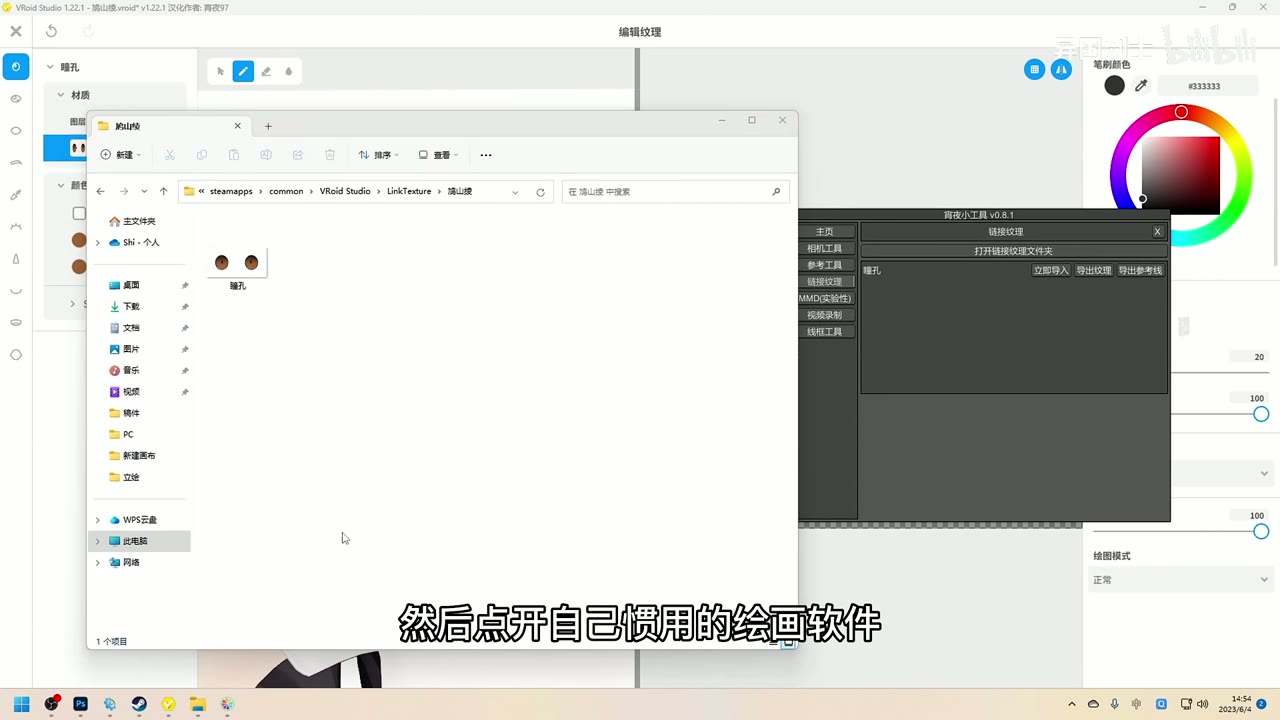 VRoid Studio 1.22.1 - 鸠山绫.vroid* v1.22.1 汉化作者: 宵夜97
编辑纹理
bilibili
瞳孔
材质
笔刷颜色
#333333
鸠山绫
新建
排序
查看
steamapps
common
VRoid Studio
LinkTexture
鸠山绫
在 鸠山绫 中搜索
主文件夹
Shi - 个人
桌面
下载
文档
图片
音乐
视频
稿件
PC
新建画布
立绘
WPS云盘
此电脑
网络
瞳孔
1 个项目
宵夜小工具 v0.8.1
主页
相机工具
参考工具
链接纹理
MMD(实验性)
视频录制
线框工具
链接纹理
X
打开链接纹理文件夹
瞳孔
立即导入
导出纹理
导出参考线
20
100
100
绘图模式
正常
然后点开自己惯用的绘画软件
14:54
2023/6/4
2